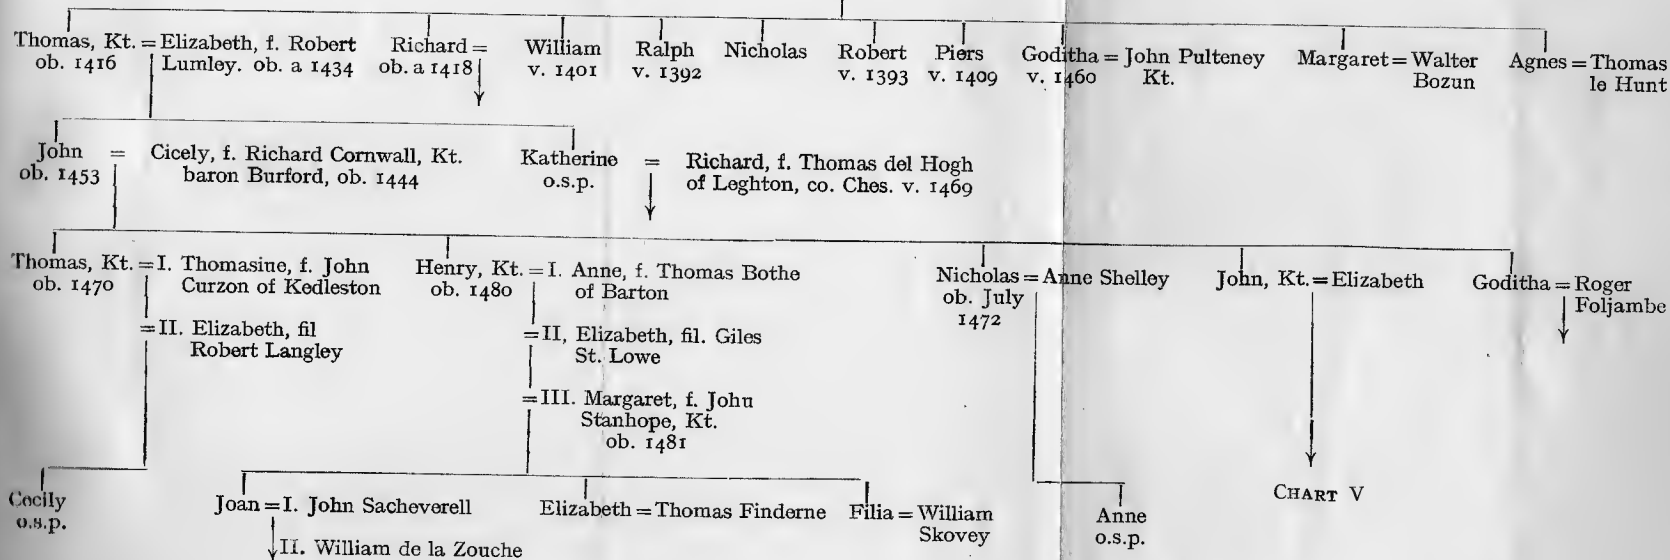 Thomas, Kt. = Elizabeth, f. Robert
ob. 1416 Lumley. ob. a 1434
Richard =
ob. a 1418
William
v. 1401
Ralph
v. 1392
Nicholas
Robert
v. 1393
Piers
v. 1409
Goditha = John Pulteney
v. 1460 Kt.
Margaret = Walter
Bozun
Agnes = Thomas
le Hunt
John = Cicely, f. Richard Cornwall, Kt.
ob. 1453 baron Burford, ob. 1444
Katherine = Richard, f. Thomas del Hogh
o.s.p. of Leghton, co. Ches. v. 1469
Thomas, Kt. = I. Thomasine, f. John
ob. 1470 Curzon of Kedleston
= II. Elizabeth, fil
Robert Langley
Henry, Kt. = I. Anne, f. Thomas Bothe
ob. 1480 of Barton
= II, Elizabeth, fil. Giles
St. Lowe
= III. Margaret, f. John
Stanhope, Kt.
ob. 1481
Nicholas = Anne Shelley
ob. July
1472
John, Kt. = Elizabeth
Goditha = Roger
Foljambe
Cecily
o.s.p.
Joan = I. John Sacheverell
II. William de la Zouche
Elizabeth = Thomas Finderne
Filia = William
Skovey
Anne
o.s.p.
CHART V